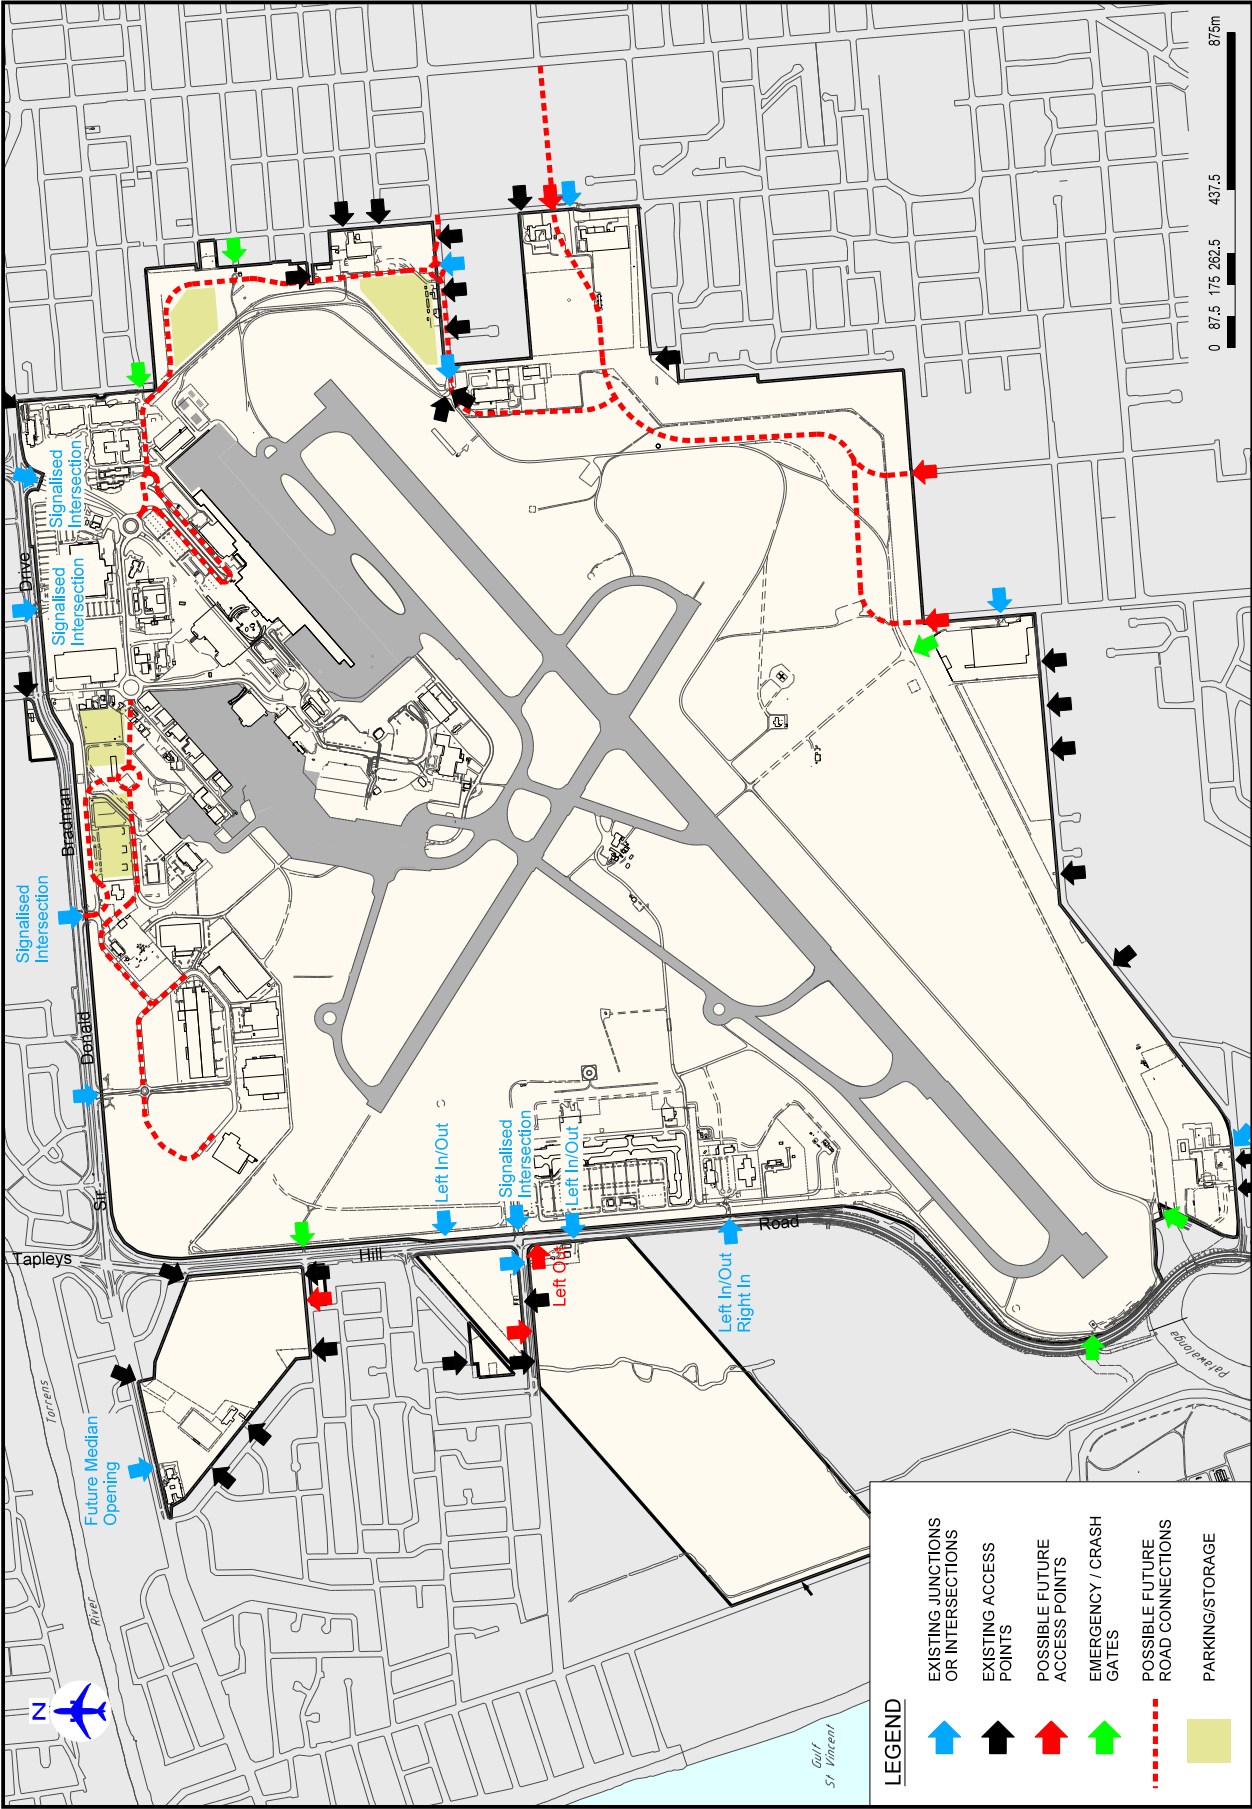 Signalised
Intersection
Signalised
Intersection
Drive
Bradman
Signalised
Intersection
Donald
Sir
Tapleys
Hill
Road
Left In/Out
Signalised
Intersection
Left In/Out
Left Out
Left In/Out
Right In
Future Median
Opening
Torrens
River
Patawalonga
Gulf
St Vincent
N
0 87.5 175 262.5 437.5 875m
LEGEND
EXISTING JUNCTIONS
OR INTERSECTIONS
EXISTING ACCESS
POINTS
POSSIBLE FUTURE
ACCESS POINTS
EMERGENCY / CRASH
GATES
POSSIBLE FUTURE
ROAD CONNECTIONS
PARKING/STORAGE